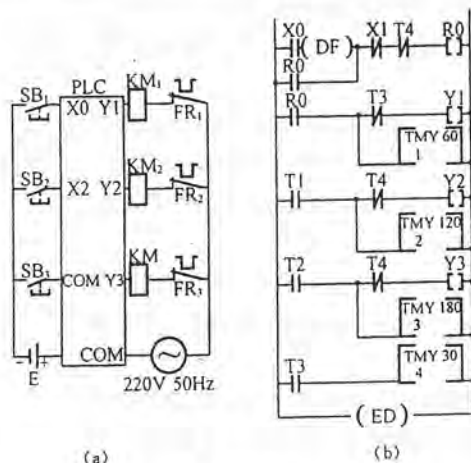 PLC
KM₁
SB₁
X0 Y1
FR₁
SB₂
X2 Y2
KM₂
FR₂
SB₃
COM Y3
KM
FR₃
COM
- +
E
220V 50Hz
(a)
X0 (DF) X1 T4 R0
R0
R0 T3 Y1
TMY 60
1
T1 T4 Y2
TMY 120
2
T2 T4 Y3
TMY 180
3
T3
TMY 30
4
(ED)
(b)